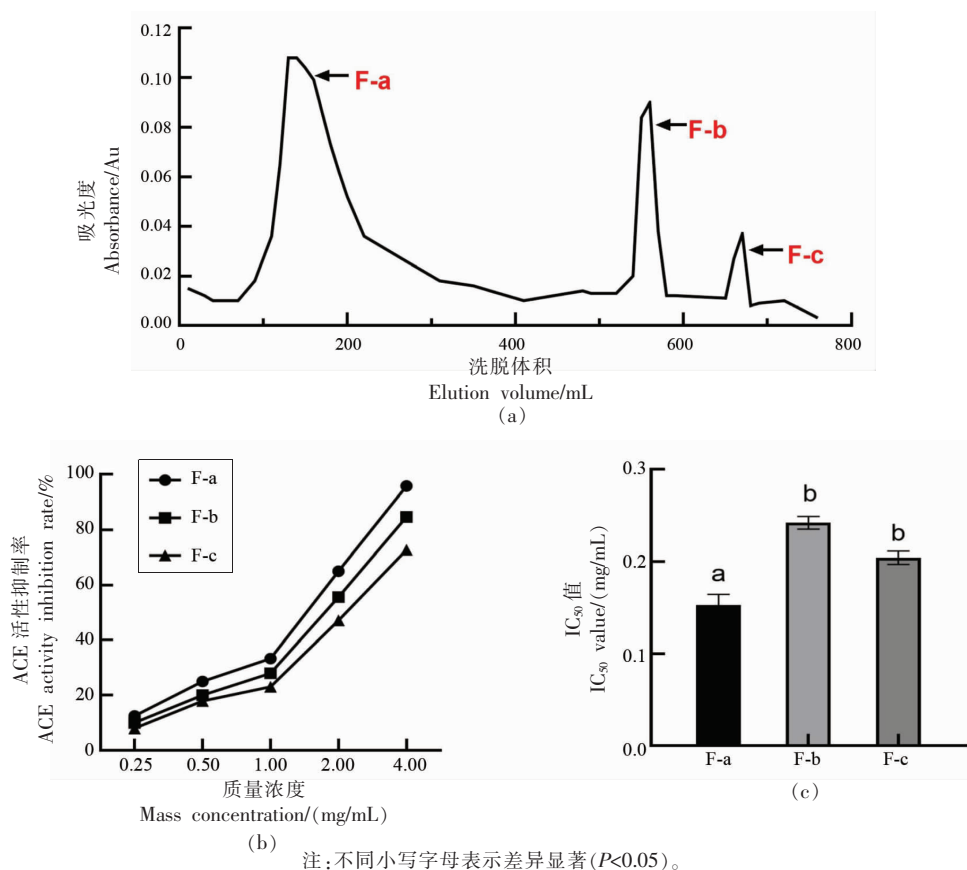 0.12
0.10
0.08
0.06
0.04
0.02
0.00
吸光度
Absorbance/Au
F-a
F-b
F-c
0 200 400 600 800
洗脱体积
Elution volume/mL
(a)
100
80
60
40
20
0
ACE 活性抑制率
ACE activity inhibition rate/%
F-a
F-b
F-c
0.25 0.50 1.00 2.00 4.00
质量浓度
Mass concentration/(mg/mL)
(b)
0.3
0.2
0.1
0.0
IC₅₀ 值
IC₅₀ value/(mg/mL)
a
b
b
F-a F-b F-c
(c)
注:不同小写字母表示差异显著(P<0.05)。